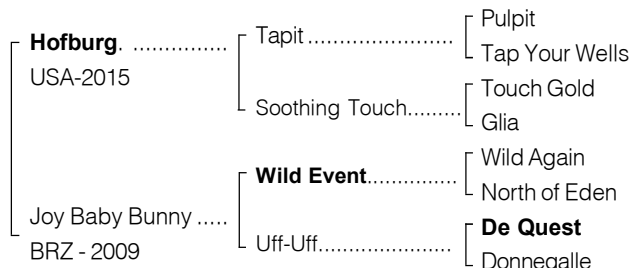 Hofburg. ..............
USA-2015
Joy Baby Bunny .....
BRZ - 2009
Tapit .......................
Soothing Touch.........
Wild Event..............
Uff-Uff.....................
Pulpit
Tap Your Wells
Touch Gold
Glia
Wild Again
North of Eden
De Quest
Donnegalle